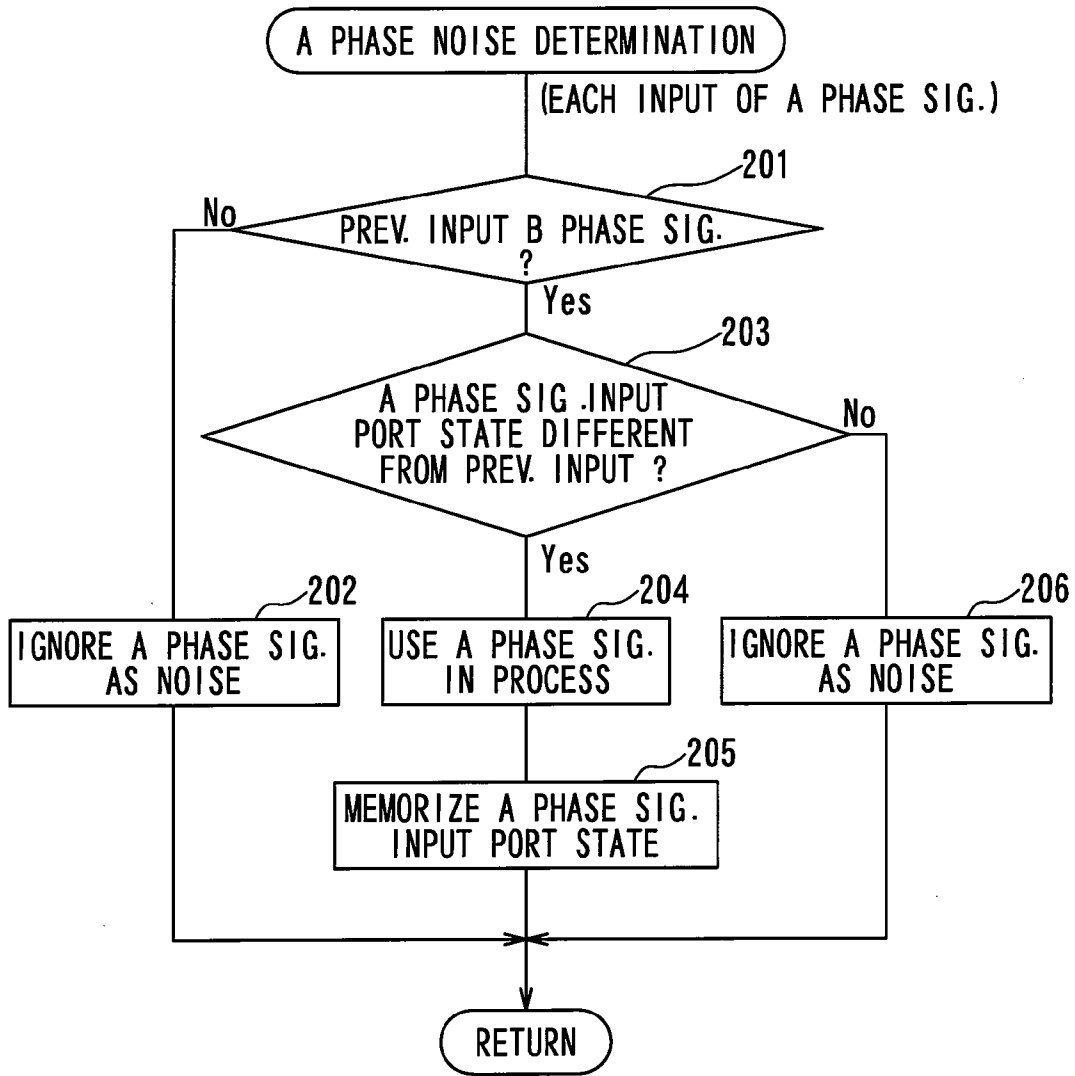 A PHASE NOISE DETERMINATION
(EACH INPUT OF A PHASE SIG.)
201
No
PREV. INPUT B PHASE SIG.
?
Yes
203
A PHASE SIG .INPUT
PORT STATE DIFFERENT
FROM PREV. INPUT ?
No
Yes
202
IGNORE A PHASE SIG.
AS NOISE
204
USE A PHASE SIG.
IN PROCESS
206
IGNORE A PHASE SIG.
AS NOISE
205
MEMORIZE A PHASE SIG.
INPUT PORT STATE
RETURN